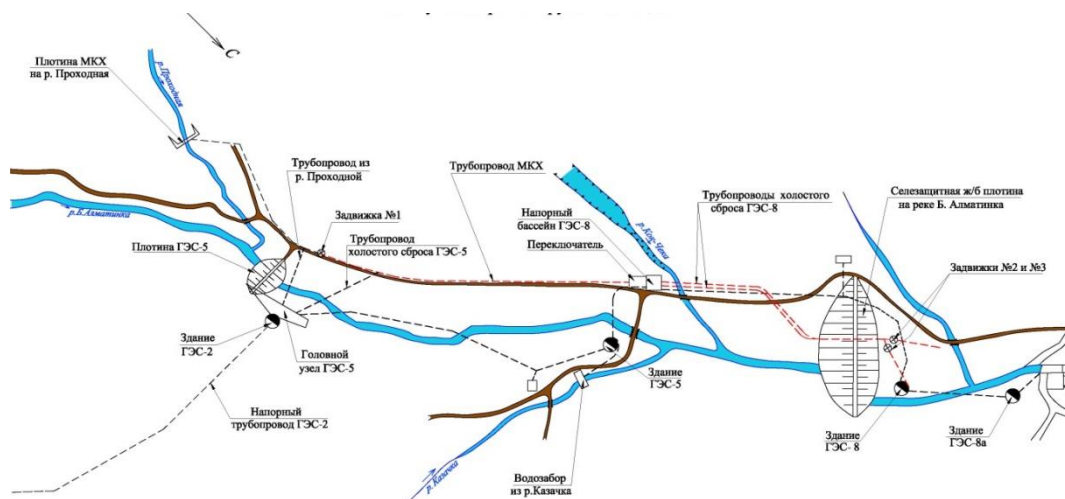 С
Плотина МКХ
на р. Проходная
р.Проходная
Трубопровод из
р. Проходной
Трубопровод МКХ
Задвижка №1
Трубопровод
холостого сброса ГЭС-5
р.Б.Алматинка
Плотина ГЭС-5
Напорный
бассейн ГЭС-8
Переключатель
р.Кок-Чека
Трубопроводы холостого
сброса ГЭС-8
Селезащитная ж/б плотина
на реке Б. Алматинка
Задвижки №2 и №3
Здание
ГЭС-2
Головной
узел ГЭС-5
Здание
ГЭС-5
Напорный
трубопровод ГЭС-2
р. Казачка
Водозабор
из р.Казачка
Здание
ГЭС- 8
Здание
ГЭС-8а